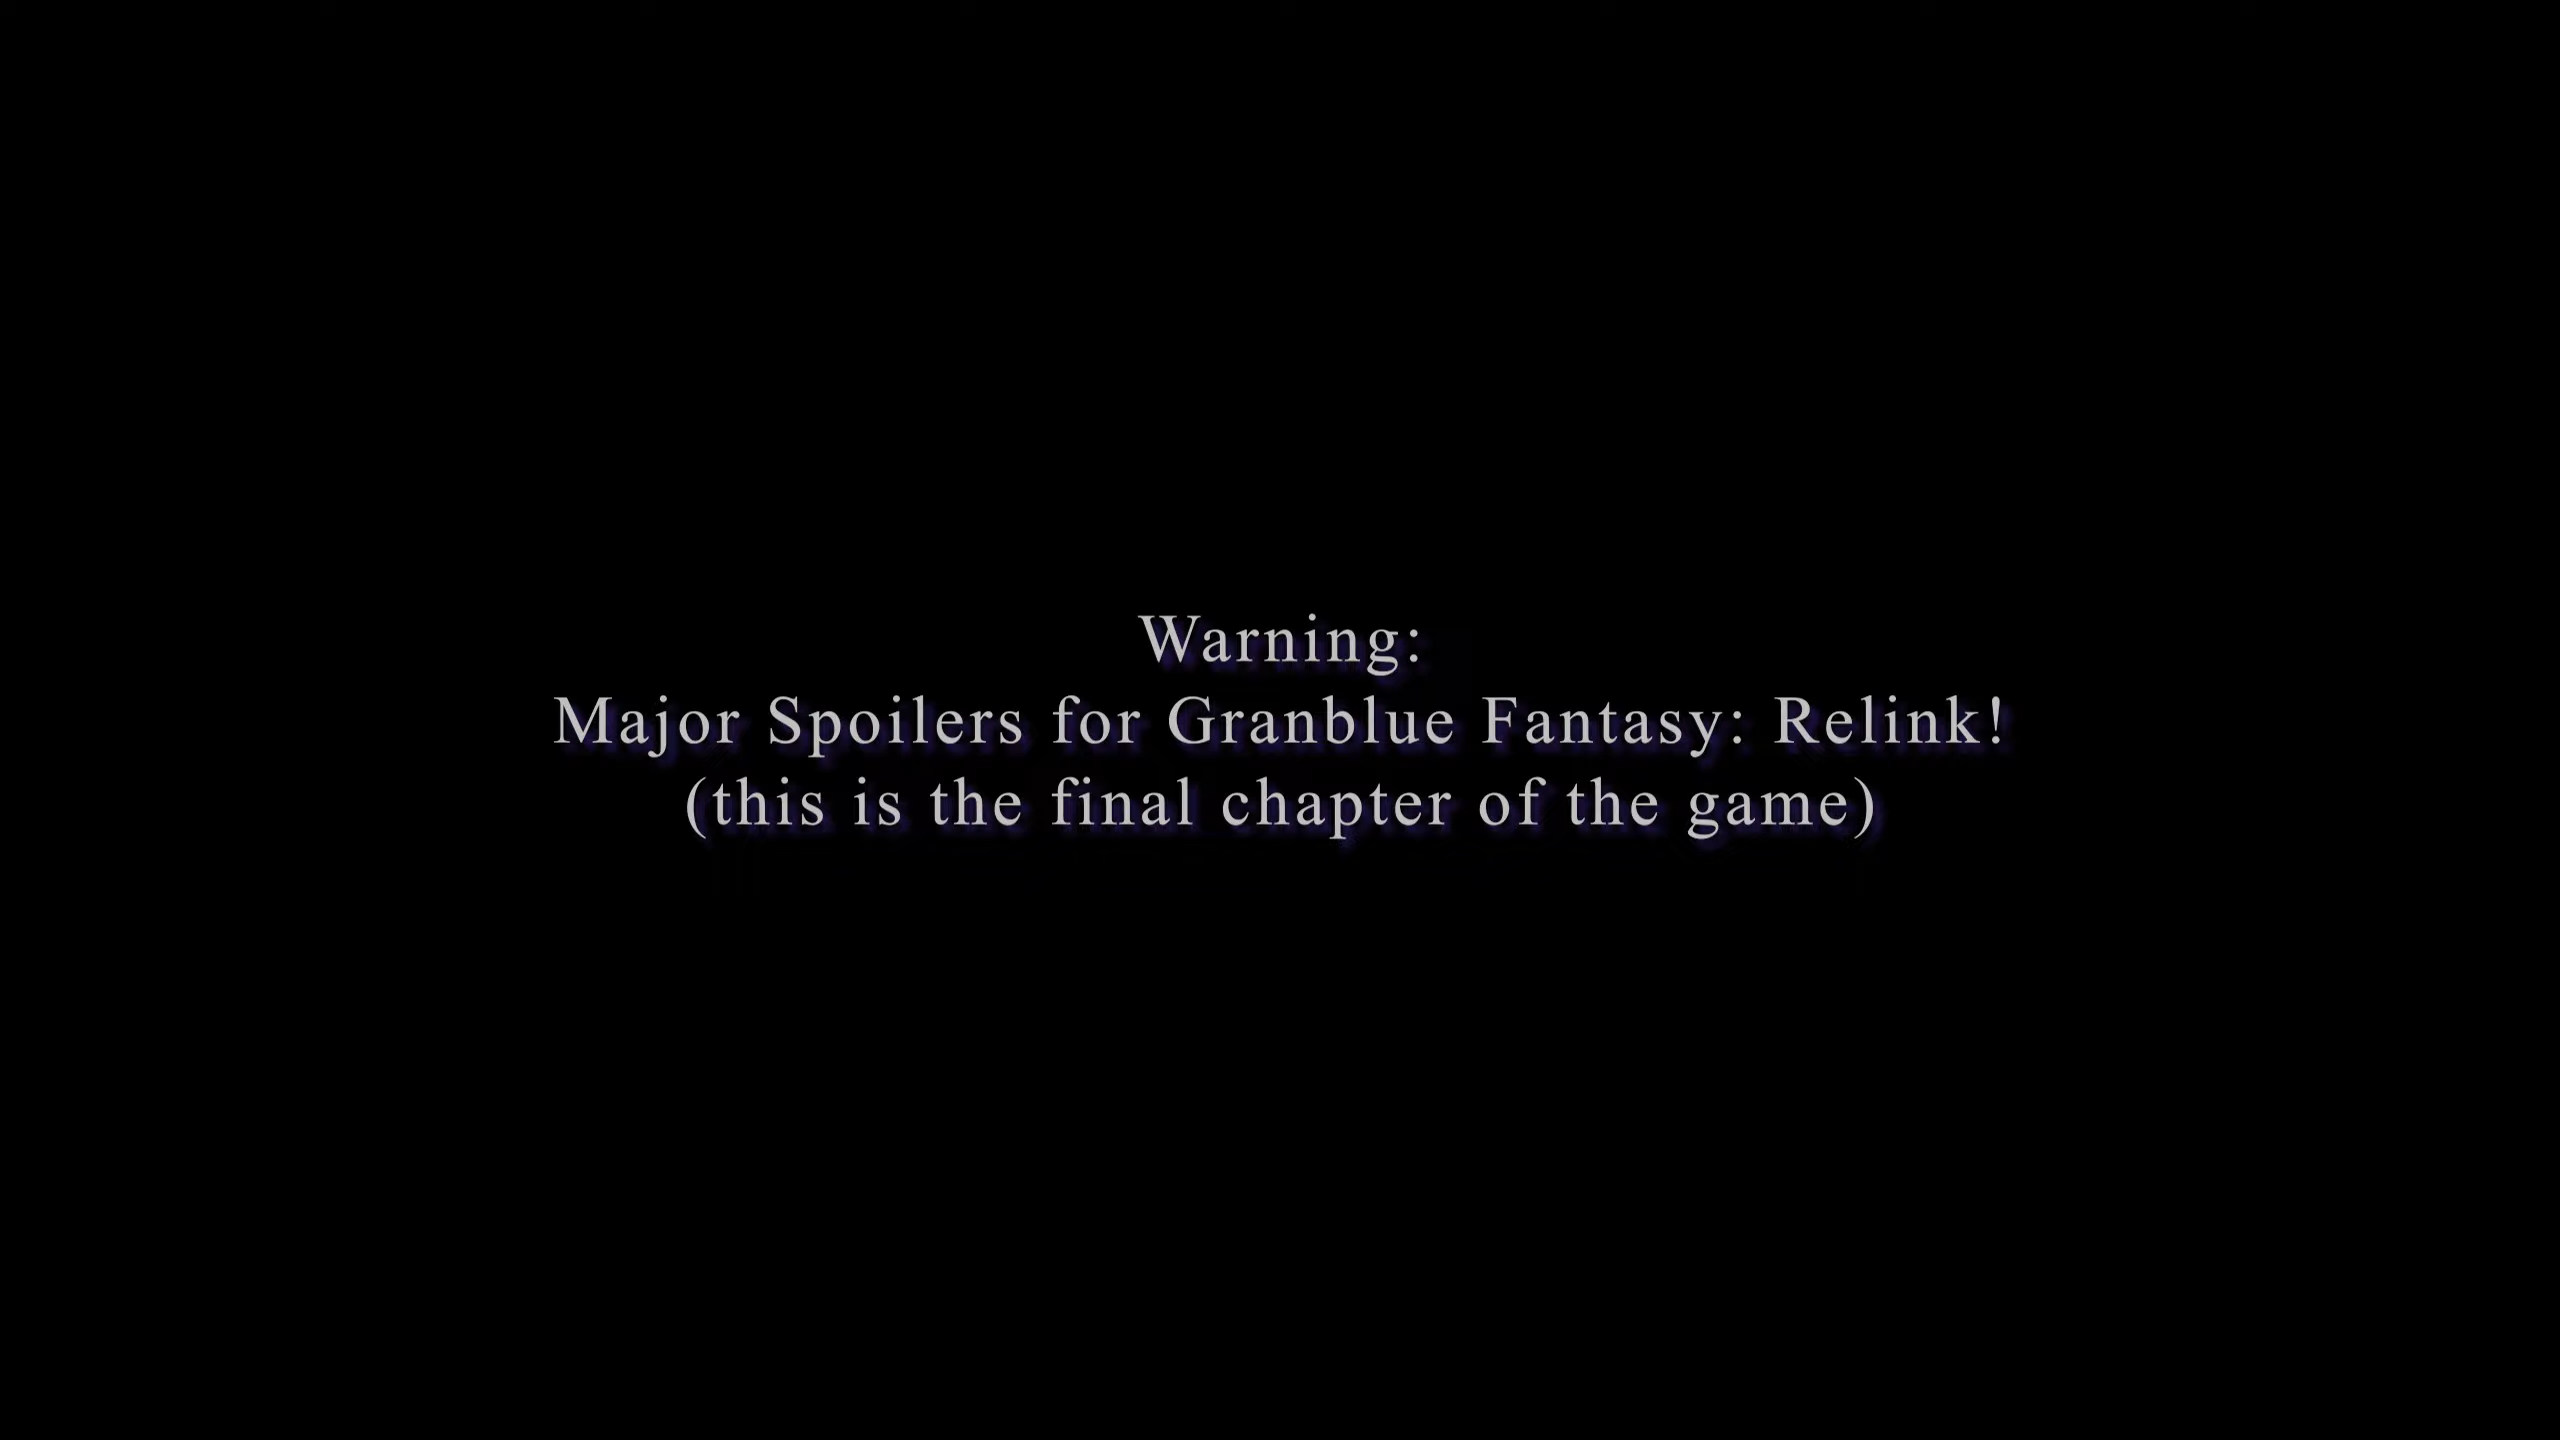 Warning:
Major Spoilers for Granblue Fantasy: Relink!
(this is the final chapter of the game)